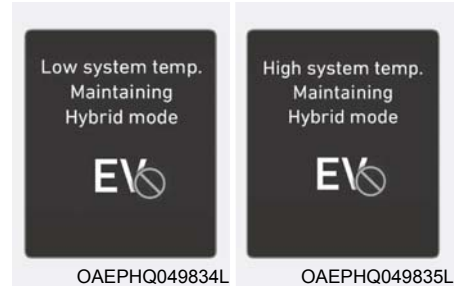 Low system temp.
Maintaining
Hybrid mode
EV
OAEPHQ049834L
High system temp.
Maintaining
Hybrid mode
EV
OAEPHQ049835L